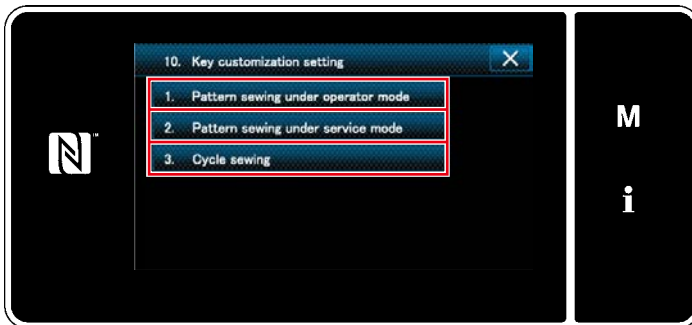 10. Key customization setting
1. Pattern sewing under operator mode
2. Pattern sewing under service mode
3. Cycle sewing
N™
M
i